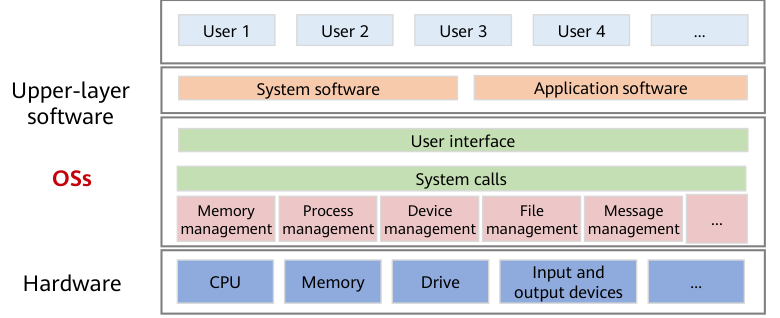 User 1
User 2
User 3
User 4
...
Upper-layer
software
System software
Application software
OSs
User interface
System calls
Memory
management
Process
management
Device
management
File
management
Message
management
...
Hardware
CPU
Memory
Drive
Input and
output devices
...